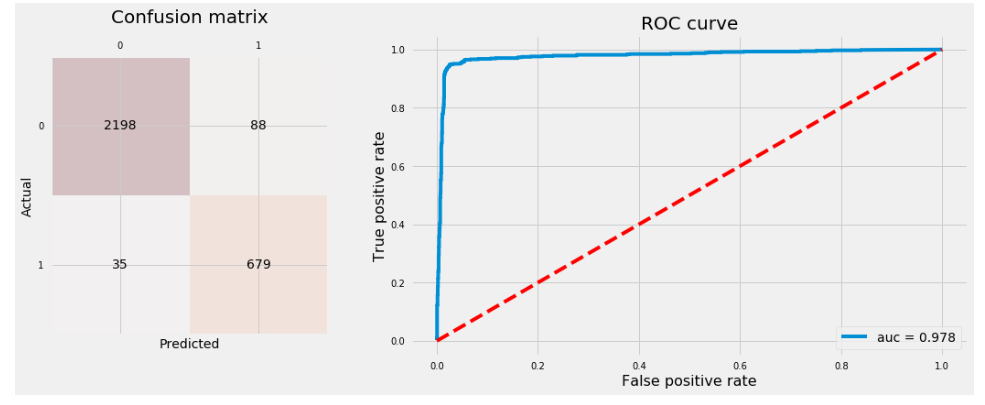 Confusion matrix
0 1
0 2198 88
1 35 679
Actual
Predicted
ROC curve
1.0
0.8
0.6
0.4
0.2
0.0
True positive rate
0.0 0.2 0.4 0.6 0.8 1.0
False positive rate
auc = 0.978